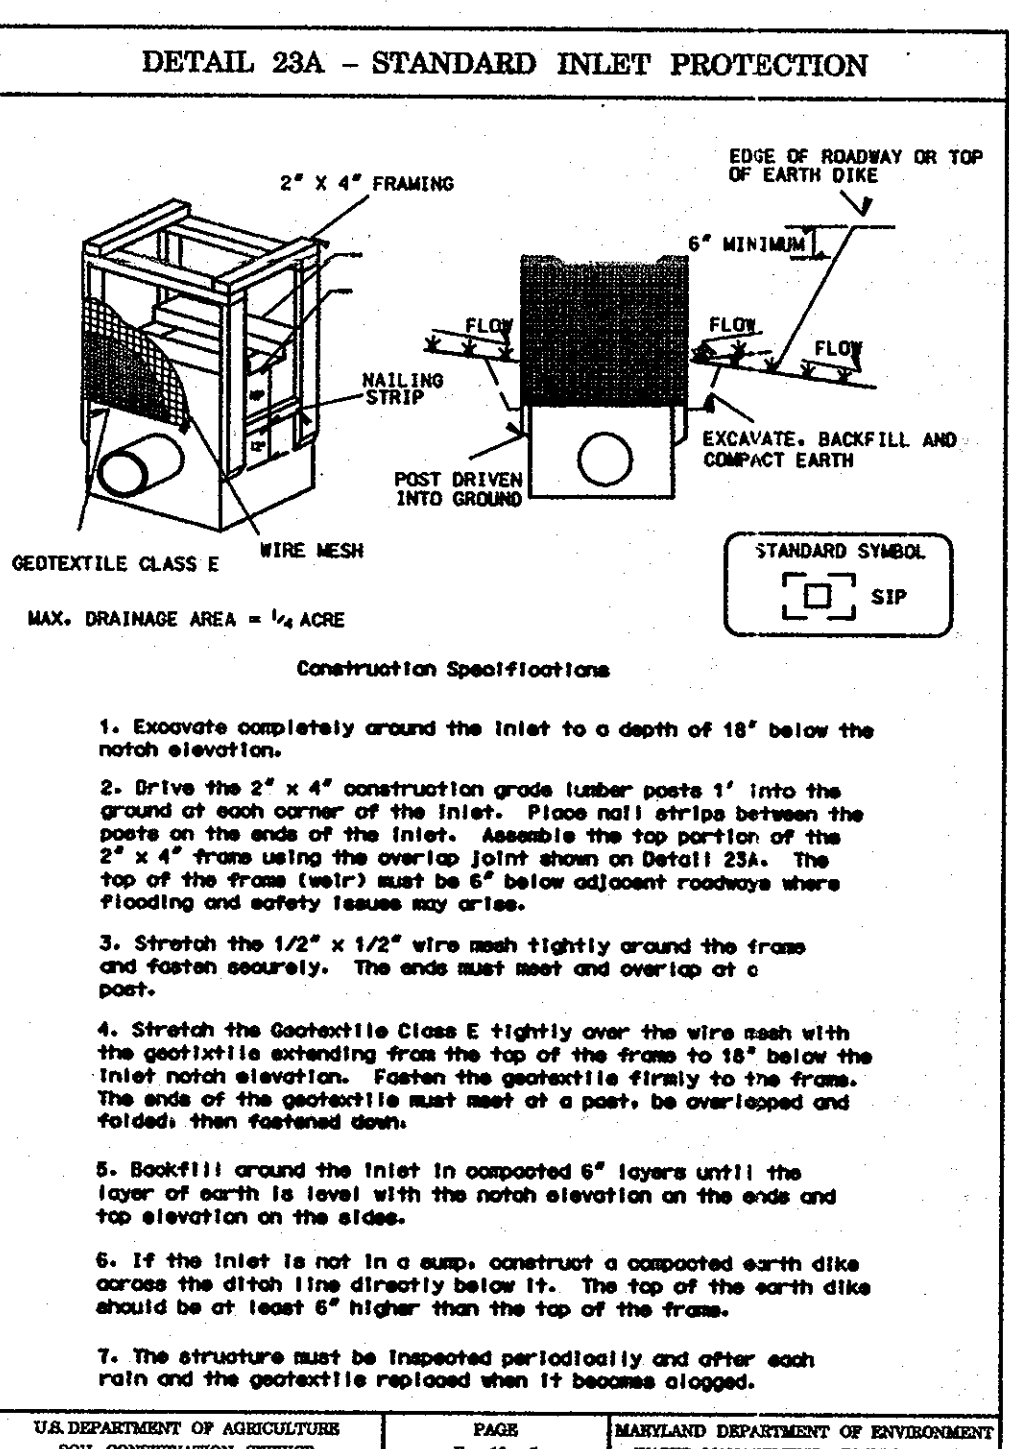 DETAIL 23A - STANDARD INLET PROTECTION
EDGE OF ROADWAY OR TOP
OF EARTH DIKE
2" X 4" FRAMING
6" MINIMUM
FLOW
FLOW
FLOW
NAILING
STRIP
12"
EXCAVATE. BACKFILL AND
COMPACT EARTH
POST DRIVEN
INTO GROUND
WIRE MESH
GEOTEXTILE CLASS E
STANDARD SYMBOL
SIP
MAX. DRAINAGE AREA = 1/4 ACRE
Construction Specifications
1. Excavate completely around the inlet to a depth of 18" below the
notch elevation.
2. Drive the 2" x 4" construction grade lumber posts 1' into the
ground at each corner of the inlet. Place nail strips between the
posts on the ends of the inlet. Assemble the top portion of the
2" x 4" frame using the overlap joint shown on Detail 23A. The
top of the frame (weir) must be 6" below adjacent roadways where
flooding and safety issues may arise.
3. Stretch the 1/2" x 1/2" wire mesh tightly around the frame
and fasten securely. The ends must meet and overlap at a
post.
4. Stretch the Geotextile Class E tightly over the wire mesh with
the geotixtile extending from the top of the frame to 18" below the
inlet notch elevation. Fasten the geotextile firmly to the frame.
The ends of the geotextile must meet at a post, be overlapped and
folded, then fastened down.
5. Backfill around the inlet in compacted 6" layers until the
layer of earth is level with the notch elevation on the ends and
top elevation on the sides.
6. If the inlet is not in a sump, construct a compacted earth dike
across the ditch line directly below it. The top of the earth dike
should be at least 6" higher than the top of the frame.
7. The structure must be inspected periodically and after each
rain and the geotextile replaced when it becomes clogged.
U.S. DEPARTMENT OF AGRICULTURE
PAGE
MARYLAND DEPARTMENT OF ENVIRONMENT